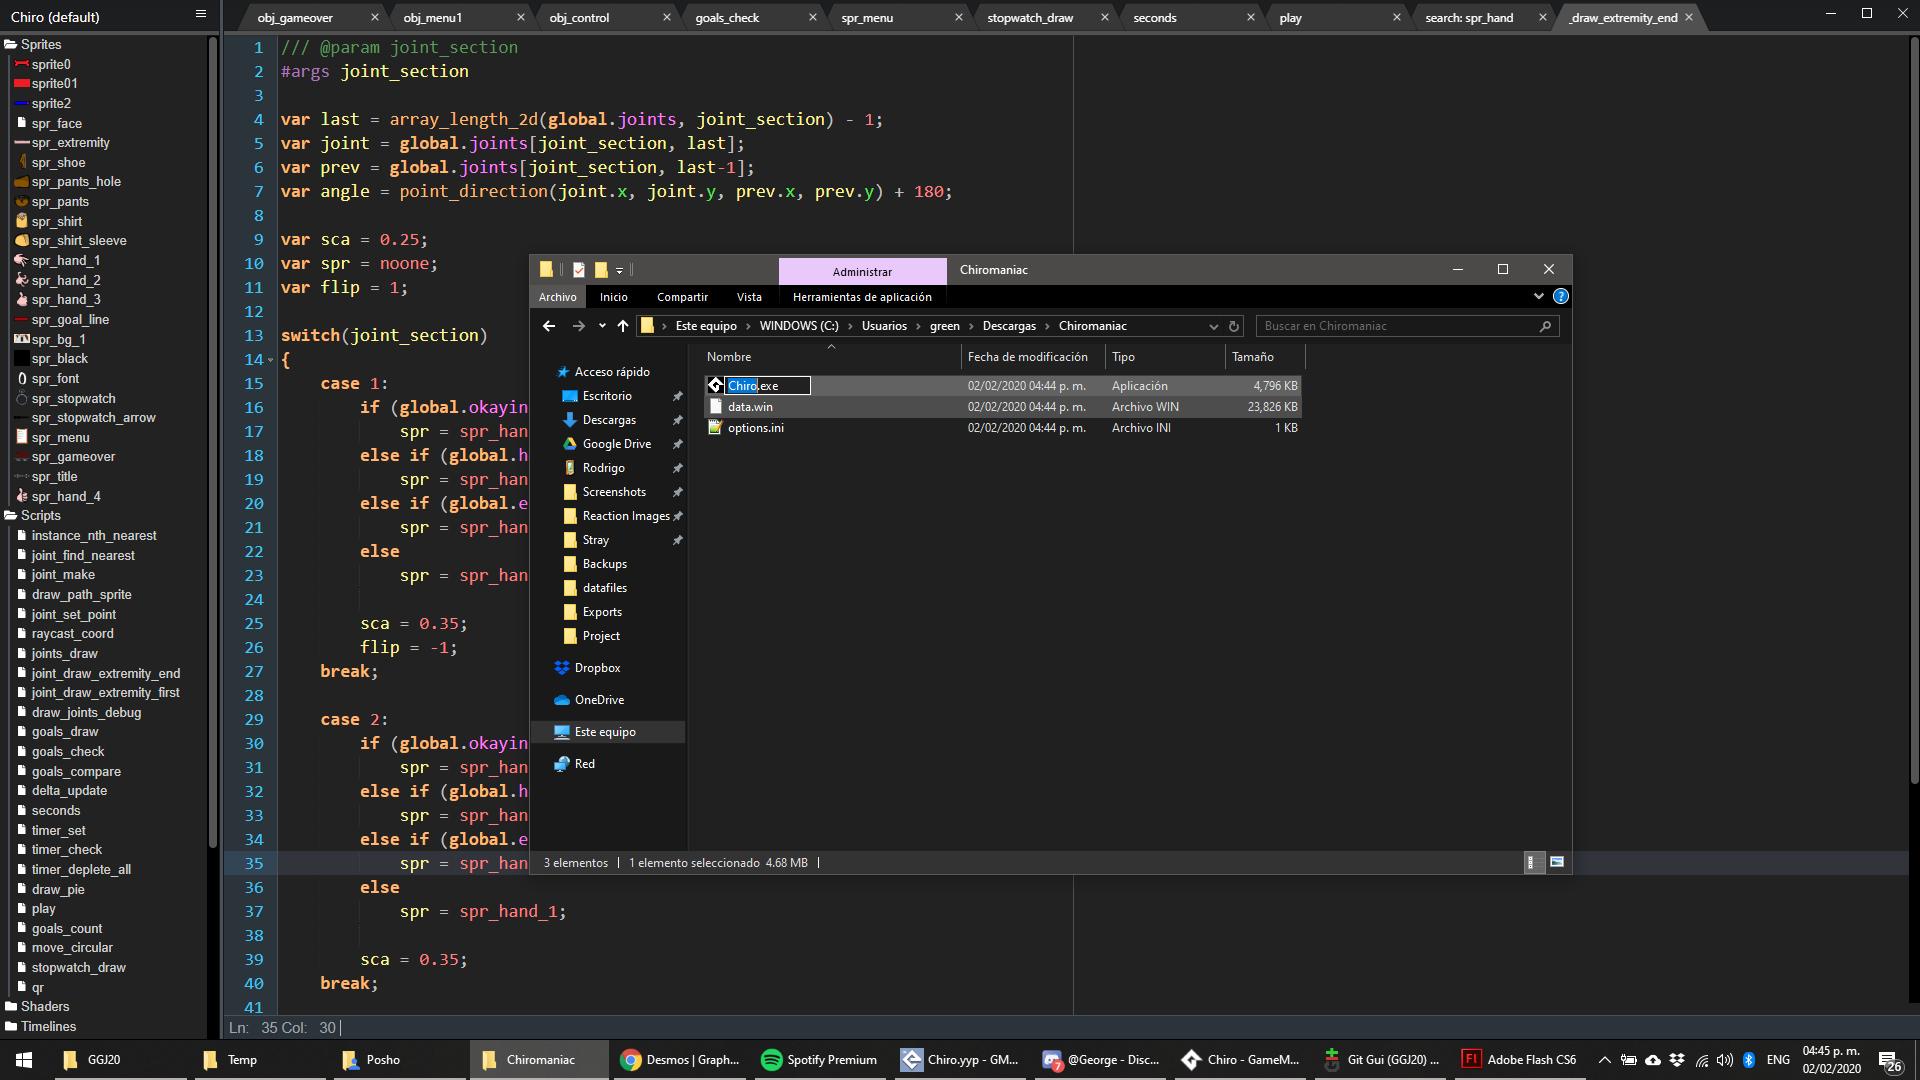 Chiro (default)
obj_gameover
obj_menu1
obj_control
goals_check
spr_menu
stopwatch_draw
seconds
play
search: spr_hand
_draw_extremity_end
Sprites
sprite0
sprite01
sprite2
spr_face
spr_extremity
spr_shoe
spr_pants_hole
spr_pants
spr_shirt
spr_shirt_sleeve
spr_hand_1
spr_hand_2
spr_hand_3
spr_goal_line
spr_bg_1
spr_black
spr_font
spr_stopwatch
spr_stopwatch_arrow
spr_menu
spr_gameover
spr_title
spr_hand_4
Scripts
instance_nth_nearest
joint_find_nearest
joint_make
draw_path_sprite
joint_set_point
raycast_coord
joints_draw
joint_draw_extremity_end
joint_draw_extremity_first
draw_joints_debug
goals_draw
goals_check
goals_compare
delta_update
seconds
timer_set
timer_check
timer_deplete_all
draw_pie
play
goals_count
move_circular
stopwatch_draw
qr
Shaders
Timelines
1 /// @param joint_section
2 #args joint_section
3
4 var last = array_length_2d(global.joints, joint_section) - 1;
5 var joint = global.joints[joint_section, last];
6 var prev = global.joints[joint_section, last-1];
7 var angle = point_direction(joint.x, joint.y, prev.x, prev.y) + 180;
8
9 var sca = 0.25;
10 var spr = noone;
11 var flip = 1;
12
13 switch(joint_section)
14 {
15 case 1:
16 if (global.okayin
17 spr = spr_han
18 else if (global.h
19 spr = spr_han
20 else if (global.e
21 spr = spr_han
22 else
23 spr = spr_han
24
25 sca = 0.35;
26 flip = -1;
27 break;
28
29 case 2:
30 if (global.okayin
31 spr = spr_han
32 else if (global.h
33 spr = spr_han
34 else if (global.e
35 spr = spr_han
36 else
37 spr = spr_hand_1;
38
39 sca = 0.35;
40 break;
41
Ln: 35 Col: 30
Administrar
Chiromaniac
Archivo
Inicio
Compartir
Vista
Herramientas de aplicación
Este equipo
WINDOWS (C:)
Usuarios
green
Descargas
Chiromaniac
Buscar en Chiromaniac
Acceso rápido
Escritorio
Descargas
Google Drive
Rodrigo
Screenshots
Reaction Images
Stray
Backups
datafiles
Exports
Project
Dropbox
OneDrive
Este equipo
Red
Nombre Fecha de modificación Tipo Tamaño
Chiro.exe 02/02/2020 04:44 p. m. Aplicación 4,796 KB
data.win 02/02/2020 04:44 p. m. Archivo WIN 23,826 KB
options.ini 02/02/2020 04:44 p. m. Archivo INI 1 KB
3 elementos 1 elemento seleccionado 4.68 MB
GGJ20
Temp
Posho
Chiromaniac
Desmos | Graph...
Spotify Premium
Chiro.yyp - GM...
7
@George - Disc...
Chiro - GameM...
Git Gui (GGJ20) ...
Fl
Adobe Flash CS6
ENG
04:45 p. m.
02/02/2020
26